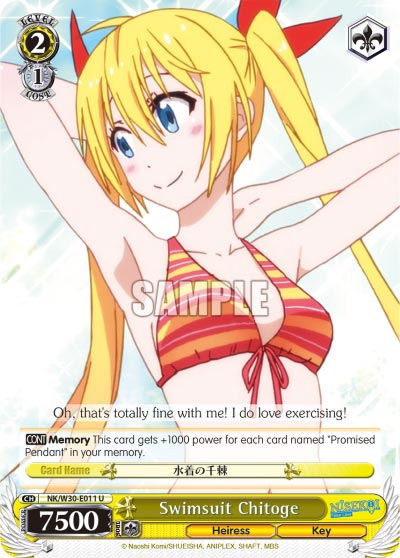 LEVEL
2
1
COST
SAMPLE
Oh, that's totally fine with me! I do love exercising!
CONT Memory This card gets +1000 power for each card named "Promised
Pendant" in your memory.
Card Name 水着の千棘
CH NK/W30-E011 U
POWER 7500
Swimsuit Chitoge
NISEKOI
Heiress Key
© Naoshi Komi/SHUEISHA, ANIPLEX, SHAFT, MBS